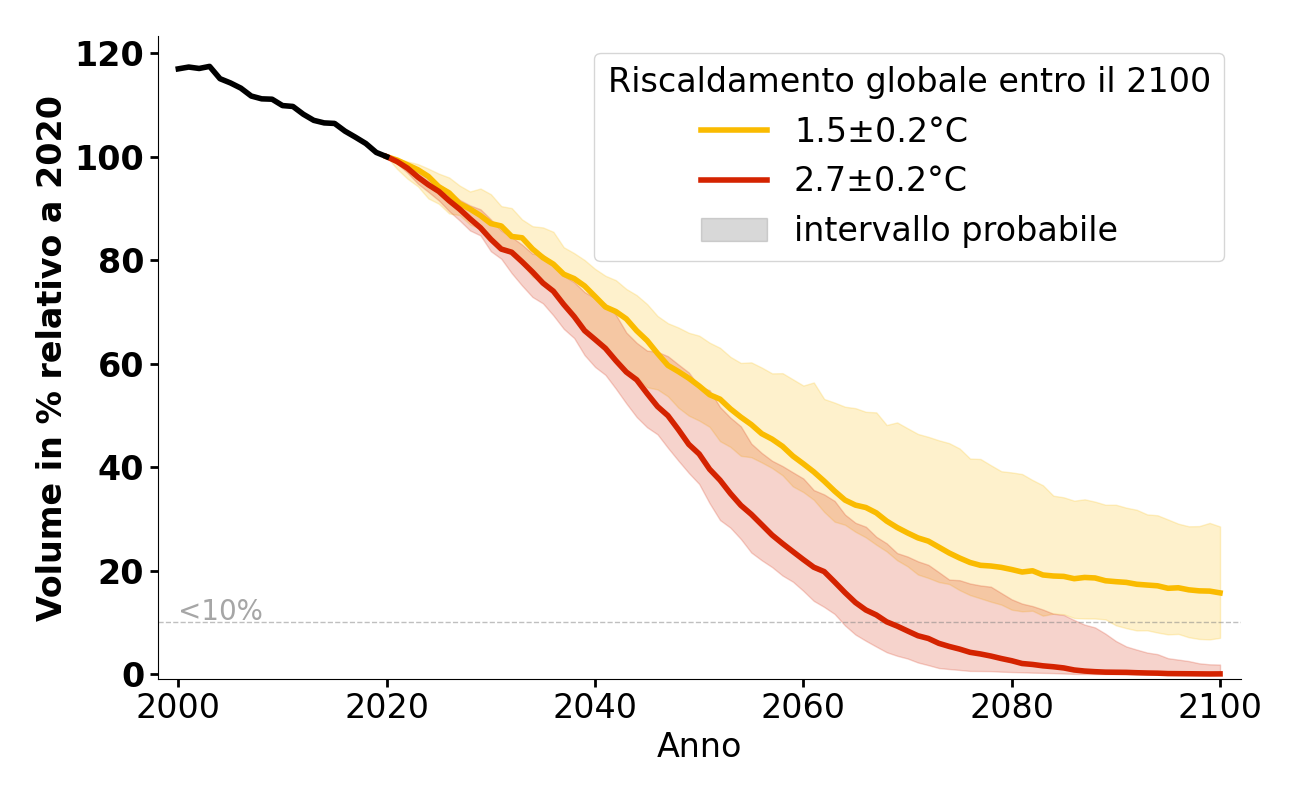 Volume in % relativo a 2020
120
100
80
60
40
20
0
<10%
Riscaldamento globale entro il 2100
1.5±0.2°C
2.7±0.2°C
intervallo probabile
2000 2020 2040 2060 2080 2100
Anno